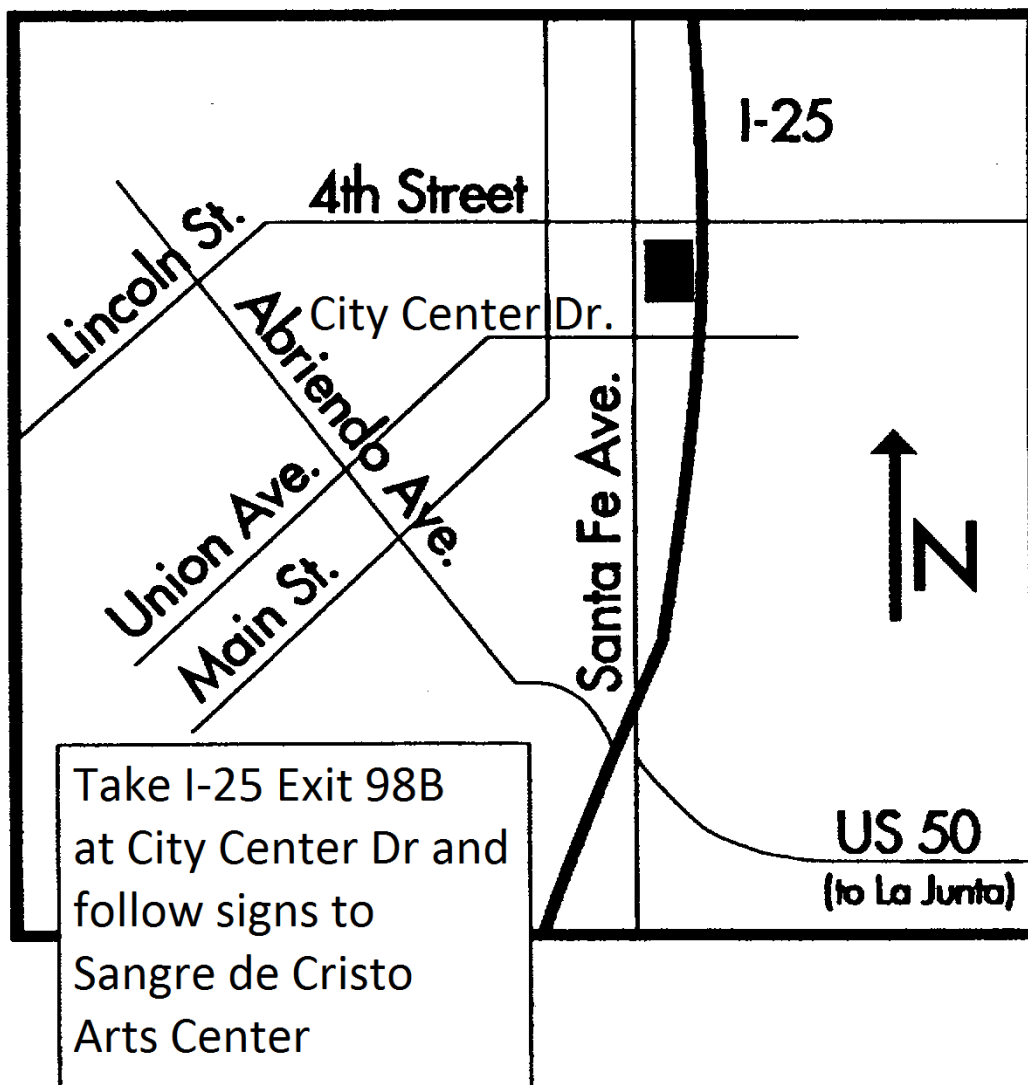 I-25
4th Street
Lincoln St.
City Center Dr.
Abriendo Ave.
Santa Fe Ave.
Union Ave.
Main St.
N
Take I-25 Exit 98B
at City Center Dr and
follow signs to
Sangre de Cristo
Arts Center
US 50
(to La Junta)